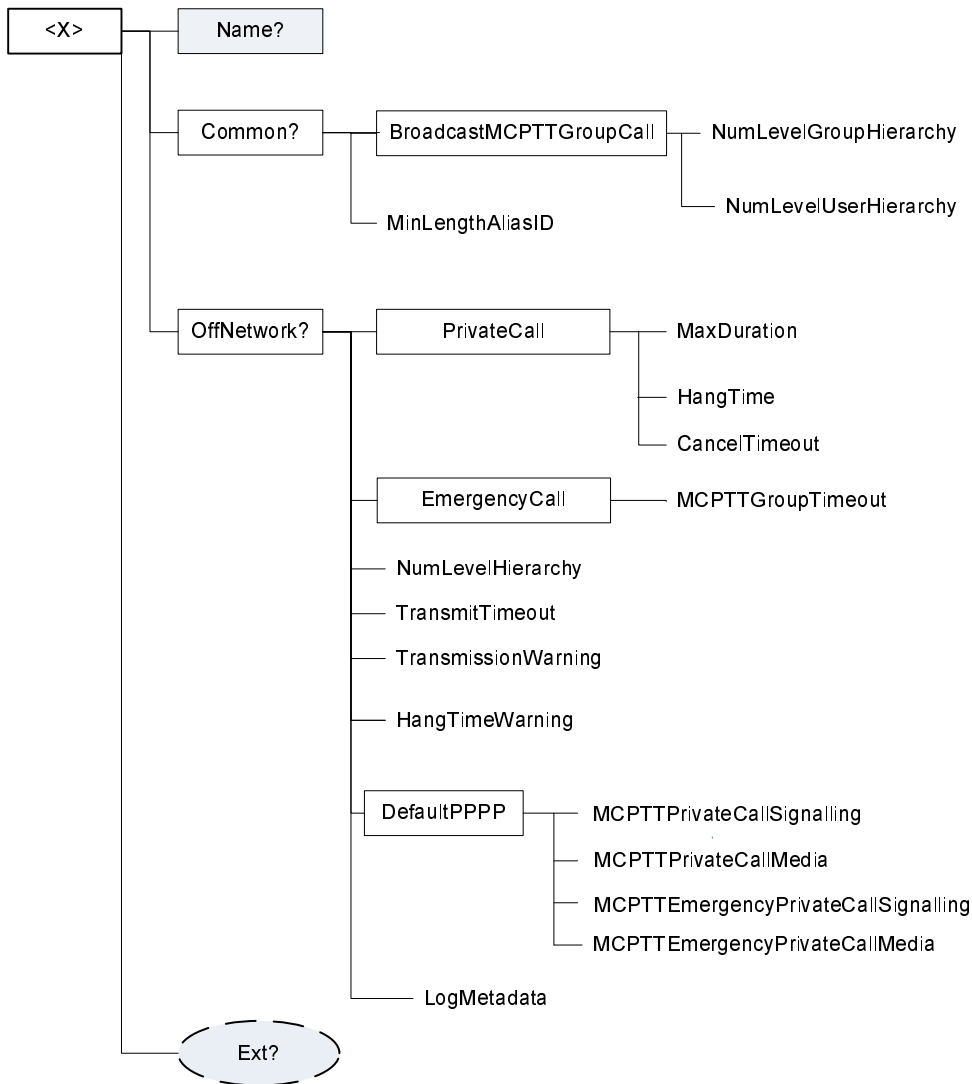 <X>
Name?
Common?
BroadcastMCPTTGroupCall
NumLevelGroupHierarchy
NumLevelUserHierarchy
MinLengthAliasID
OffNetwork?
PrivateCall
MaxDuration
HangTime
CancelTimeout
EmergencyCall
MCPTTGroupTimeout
NumLevelHierarchy
TransmitTimeout
TransmissionWarning
HangTimeWarning
DefaultPPPP
MCPTTPrivateCallSignalling
MCPTTPrivateCallMedia
MCPTTEmergencyPrivateCallSignalling
MCPTTEmergencyPrivateCallMedia
LogMetadata
Ext?